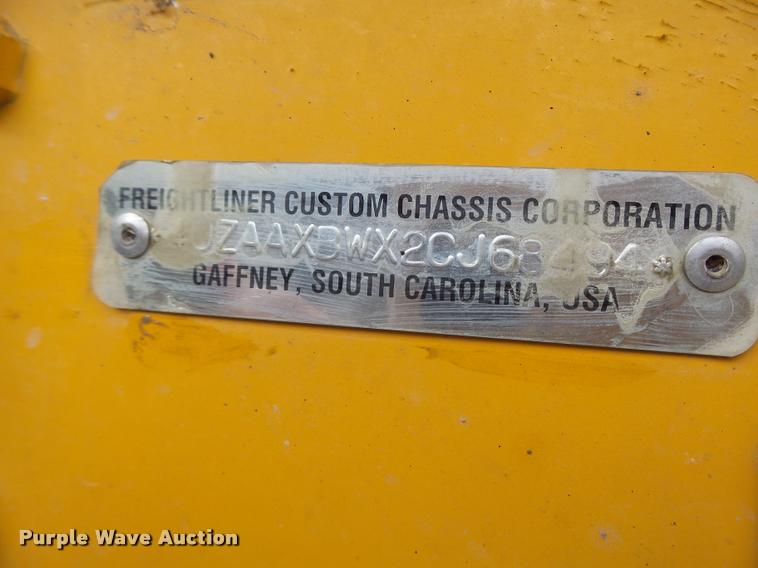 FREIGHTLINER CUSTOM CHASSIS CORPORATION
*4UZAAXBWX2CJ68494*
GAFFNEY, SOUTH CAROLINA, USA
Purple Wave Auction